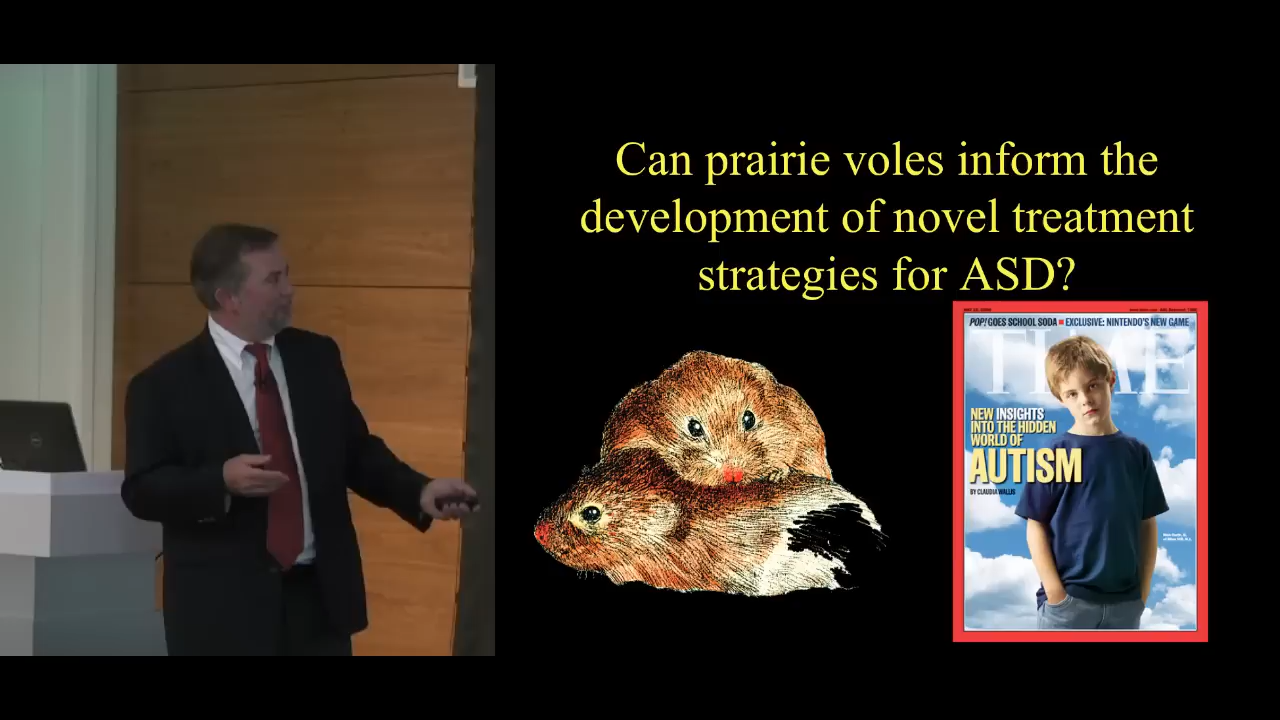 Can prairie voles inform the
development of novel treatment
strategies for ASD?
POP! GOES SCHOOL SODA ■ EXCLUSIVE: NINTENDO'S NEW GAME
TIME
NEW INSIGHTS
INTO THE HIDDEN
WORLD OF
AUTISM
BY CLAUDIA WALLIS